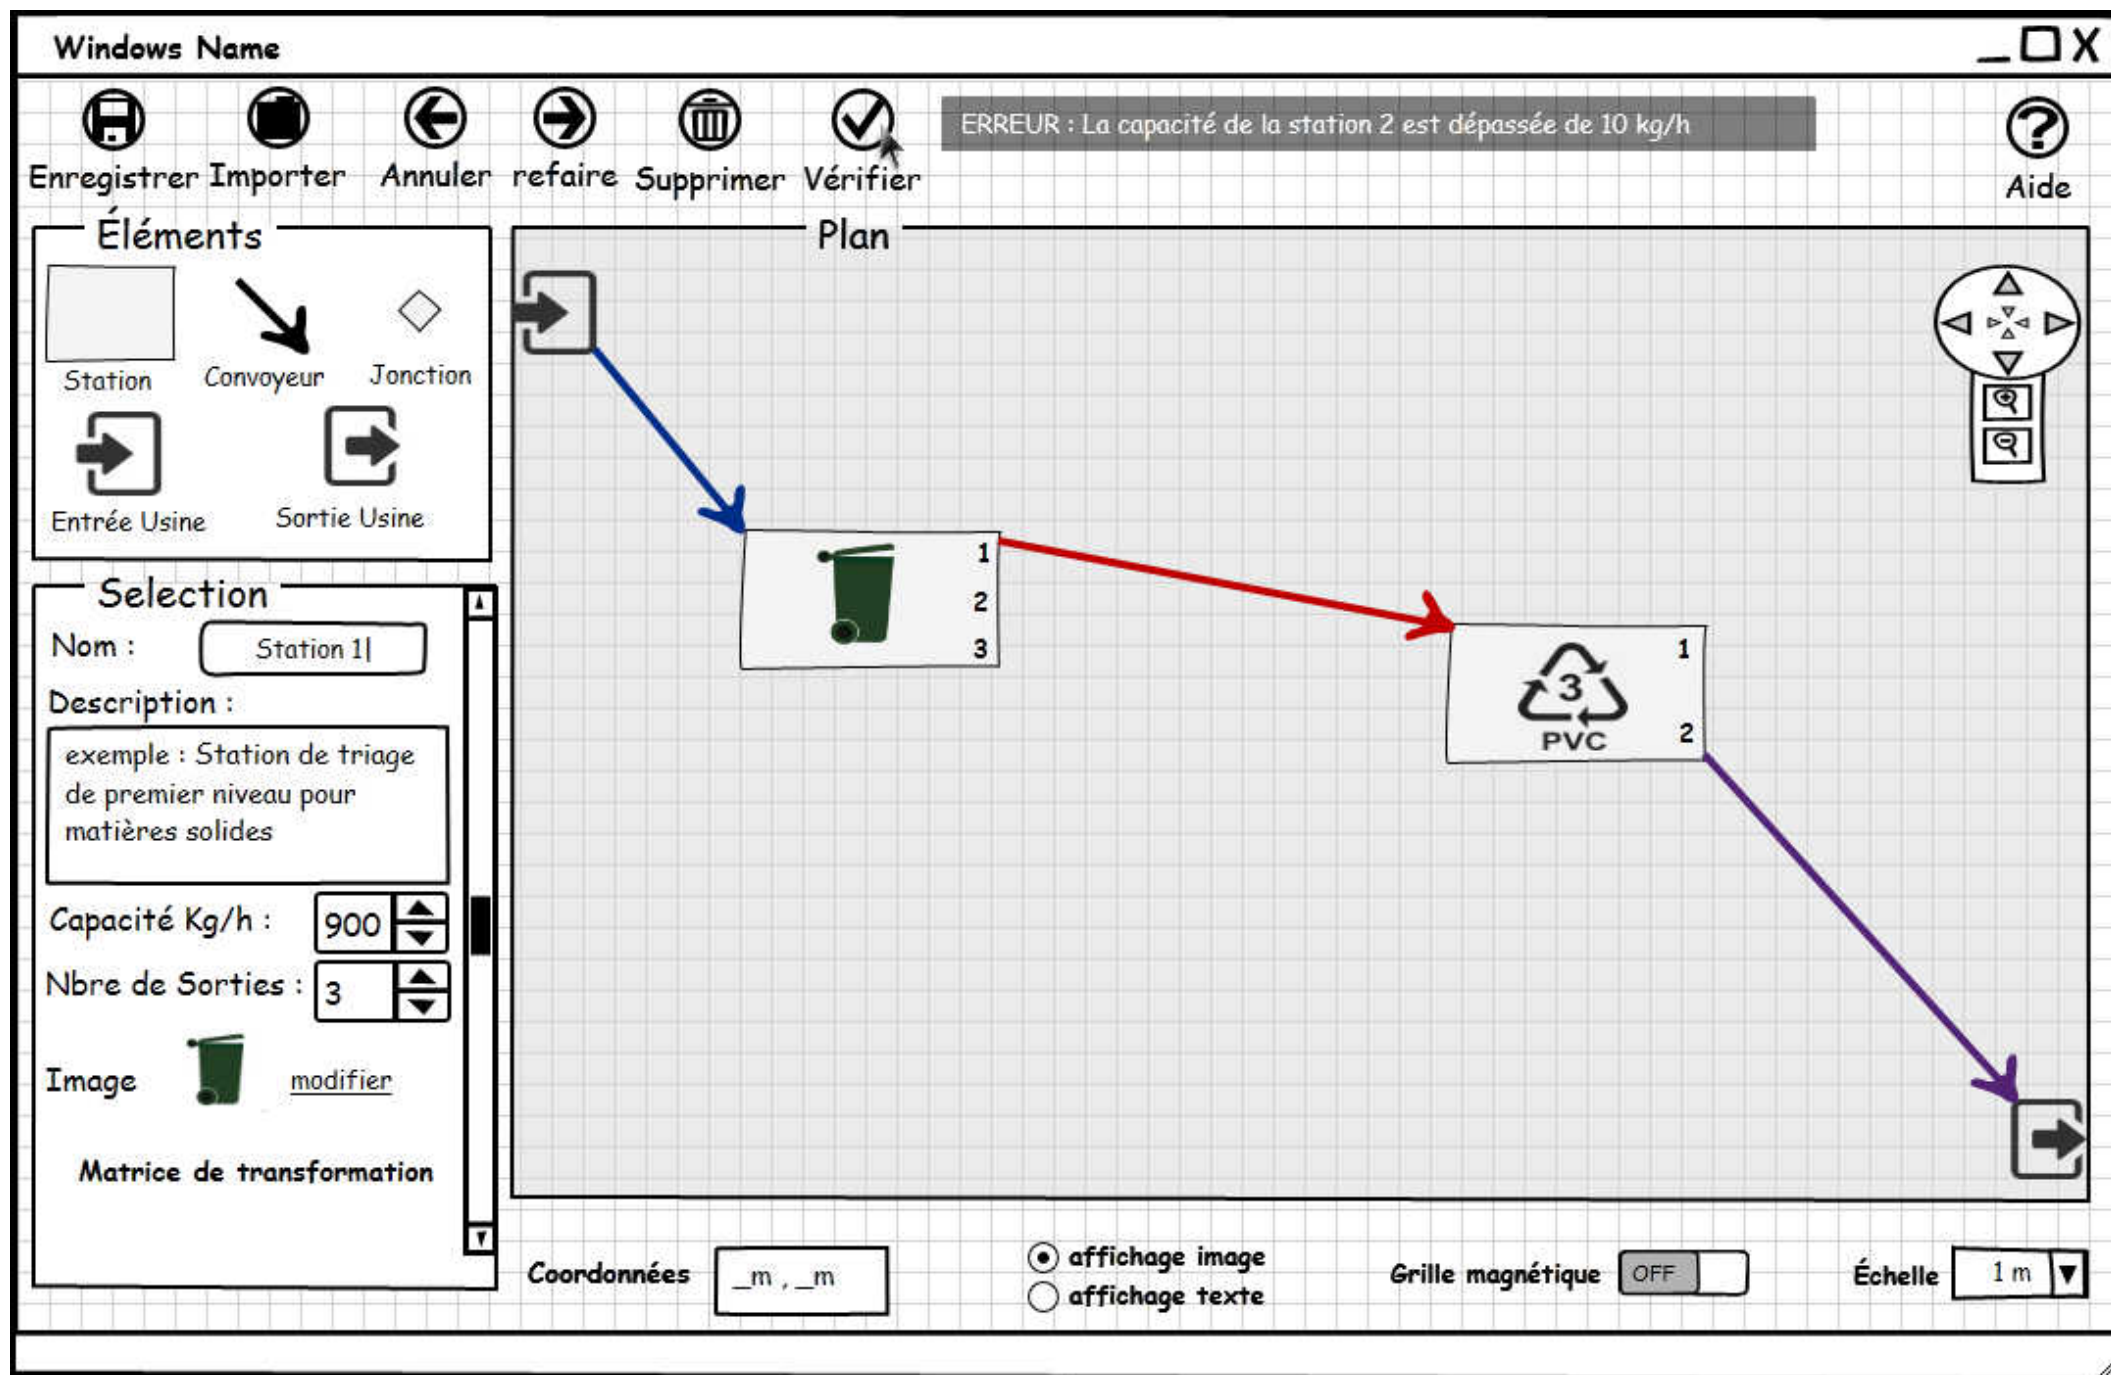 Windows Name
X
ERREUR : La capacité de la station 2 est dépassée de 10 kg/h
?
Enregistrer Importer Annuler refaire Supprimer Vérifier
Aide
Éléments
Station
Convoyeur
Jonction
Entrée Usine
Sortie Usine
Selection
Nom :
Station 1
Description :
exemple : Station de triage
de premier niveau pour
matières solides
Capacité Kg/h :
900
Nbre de Sorties :
3
Image
modifier
Matrice de transformation
Plan
1
2
3
1
3
PVC
2
Coordonnées
_m , _m
affichage image
affichage texte
Grille magnétique
OFF
Échelle
1 m